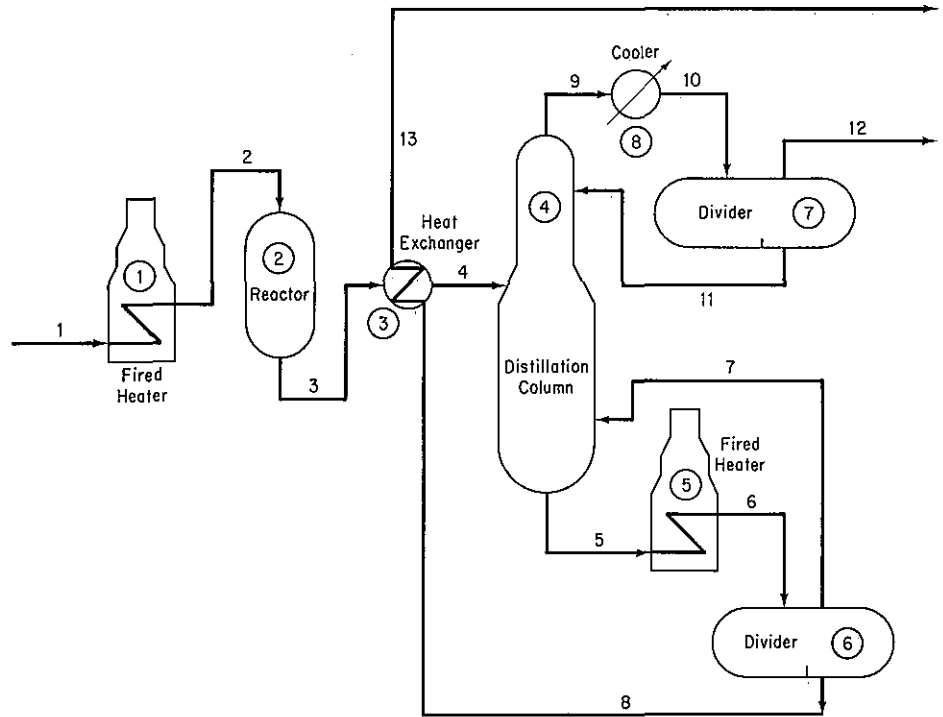 Cooler
9
10
8
12
13
2
4
Divider
7
Heat
Exchanger
1
2
Reactor
4
11
1
3
Distillation
Column
Fired
Heater
3
7
Fired
Heater
5
6
5
Divider
6
8